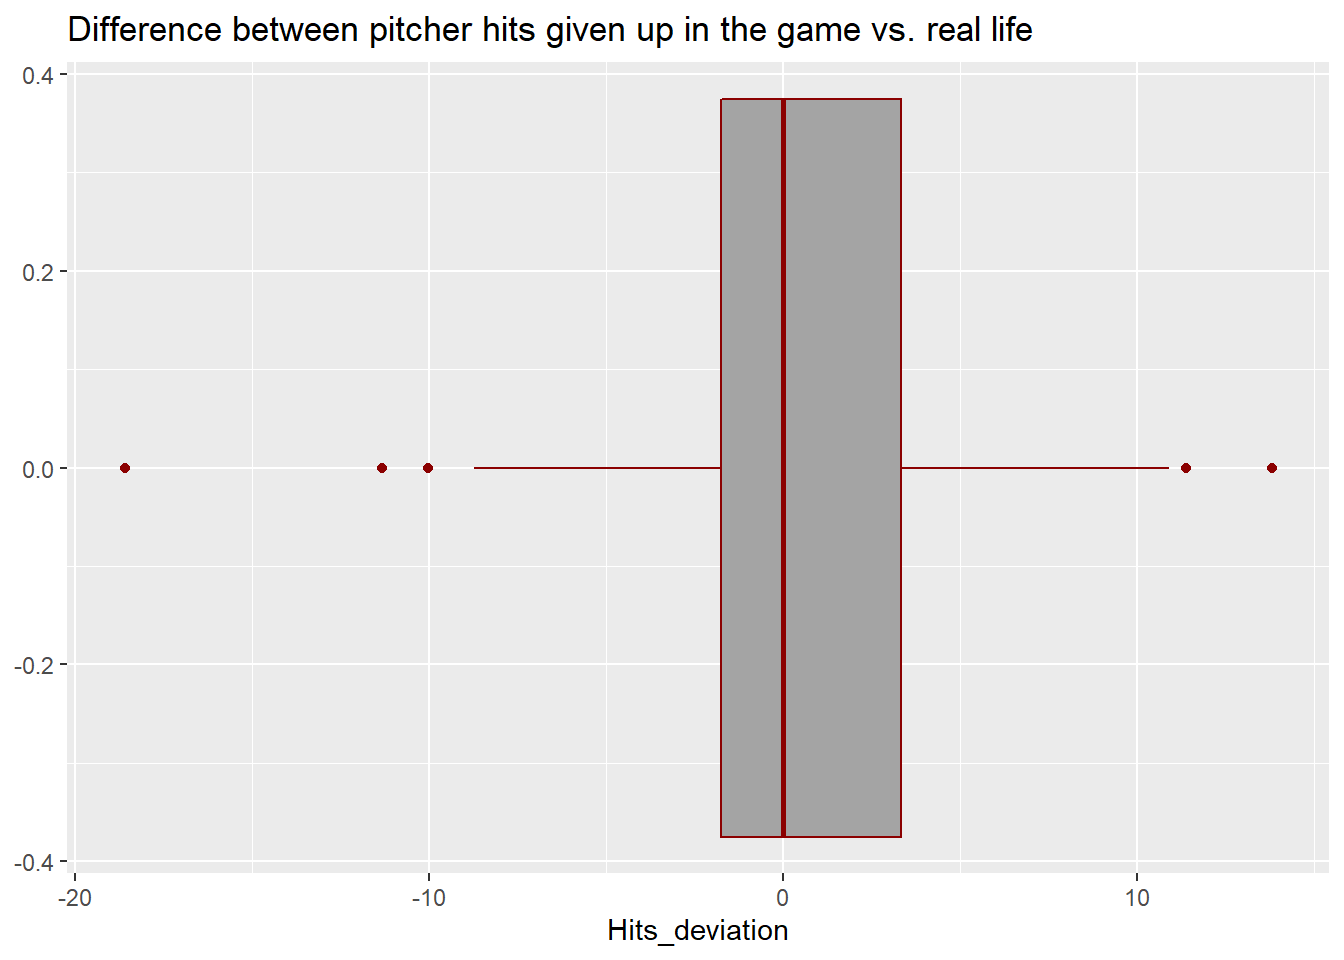 Difference between pitcher hits given up in the game vs. real life
0.4
0.2
0.0
-0.2
-0.4
-20 -10 0 10
Hits_deviation